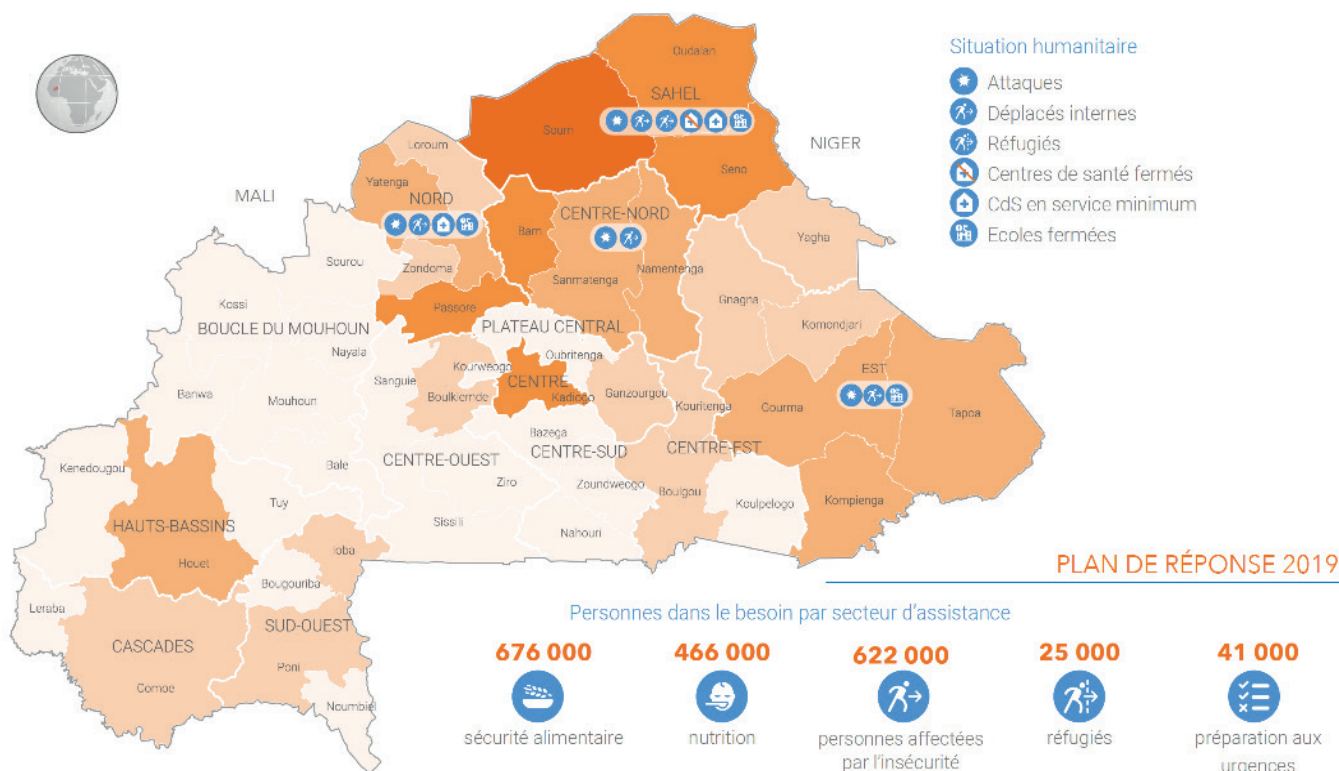 Situation humanitaire
Attaques
Déplacés internes
Réfugiés
Centres de santé fermés
CdS en service minimum
Ecoles fermées
Oudalan
SAHEL
Soum
NIGER
Loroum
Seno
MALI
Yatenga
NORD
CENTRE-NORD
Bam
Yagha
Sourou
Zondoma
Sanmatenga
Namentenga
Kossi
Gnagna
Passore
BOUCLE DU MOUHOUN
PLATEAU CENTRAL
Komondjari
Nayala
Oubritenga
Kourweogo
EST
Sanguie
CENTRE
Banwa
Boulkiemde
Kadiogo
Ganzourgou
Kouritenga
Mouhoun
Gourma
Tapoa
Bazega
CENTRE-EST
CENTRE-SUD
CENTRE-OUEST
Kenedougou
Bale
Ziro
Zoundweogo
Boulgou
Koulpelogo
Kompienga
Tuy
HAUTS-BASSINS
Sissili
Nahouri
Ioba
Houet
Bougouriba
Leraba
SUD-OUEST
CASCADES
Poni
Comoe
Noumbiel
PLAN DE RÉPONSE 2019
Personnes dans le besoin par secteur d'assistance
676 000
sécurité alimentaire
466 000
nutrition
622 000
personnes affectées
par l'insécurité
25 000
réfugiés
41 000
préparation aux
urgences